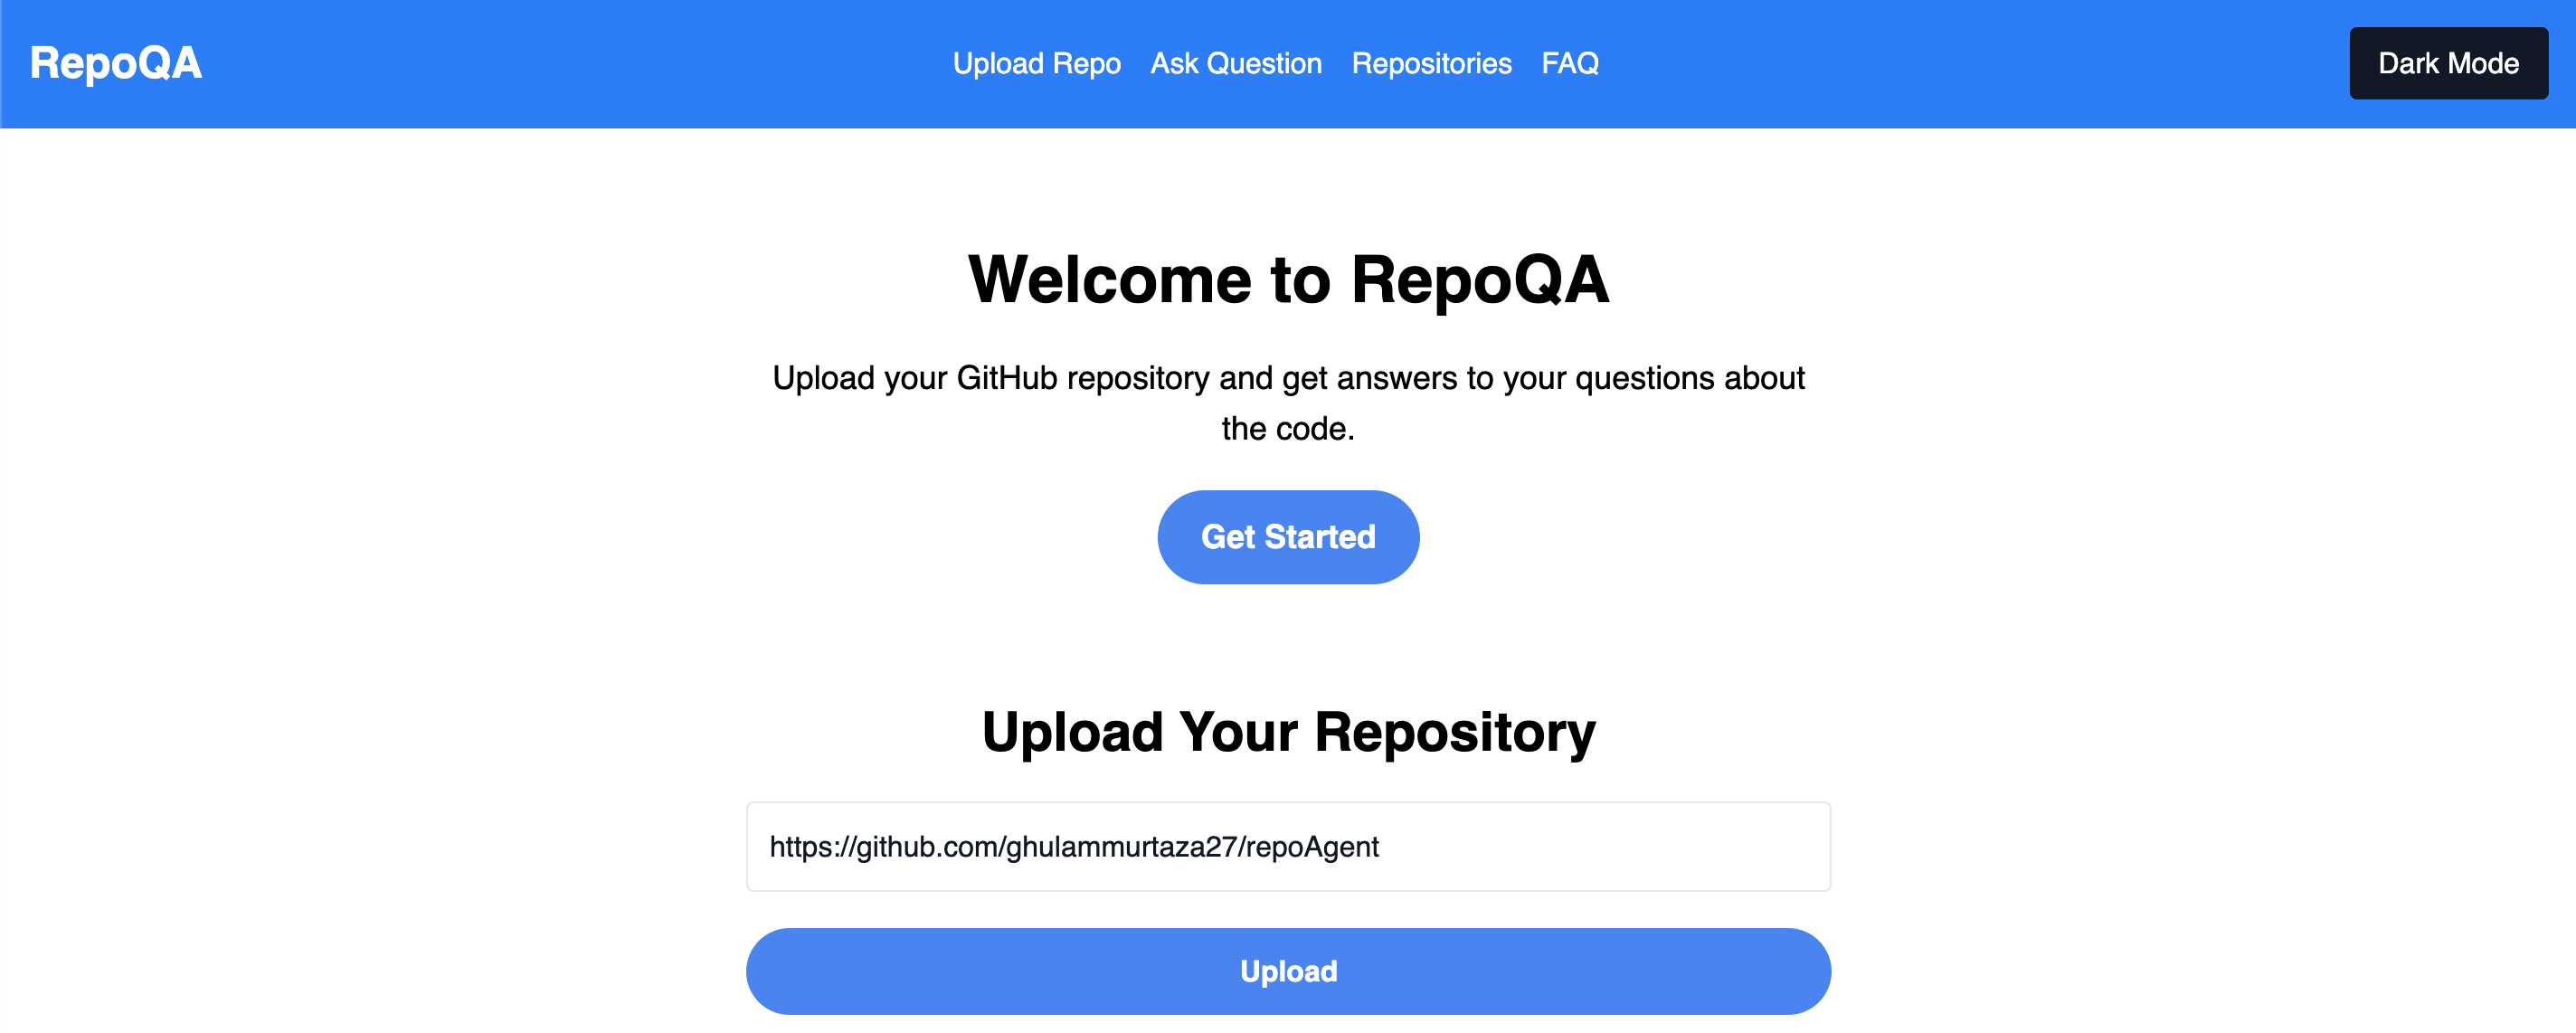 RepoQA
Upload Repo Ask Question Repositories FAQ
Dark Mode
Welcome to RepoQA
Upload your GitHub repository and get answers to your questions about
the code.
Get Started
Upload Your Repository
https://github.com/ghulammurtaza27/repoAgent
Upload